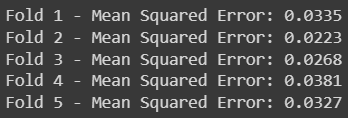 Fold 1 - Mean Squared Error: 0.0335
Fold 2 - Mean Squared Error: 0.0223
Fold 3 - Mean Squared Error: 0.0268
Fold 4 - Mean Squared Error: 0.0381
Fold 5 - Mean Squared Error: 0.0327